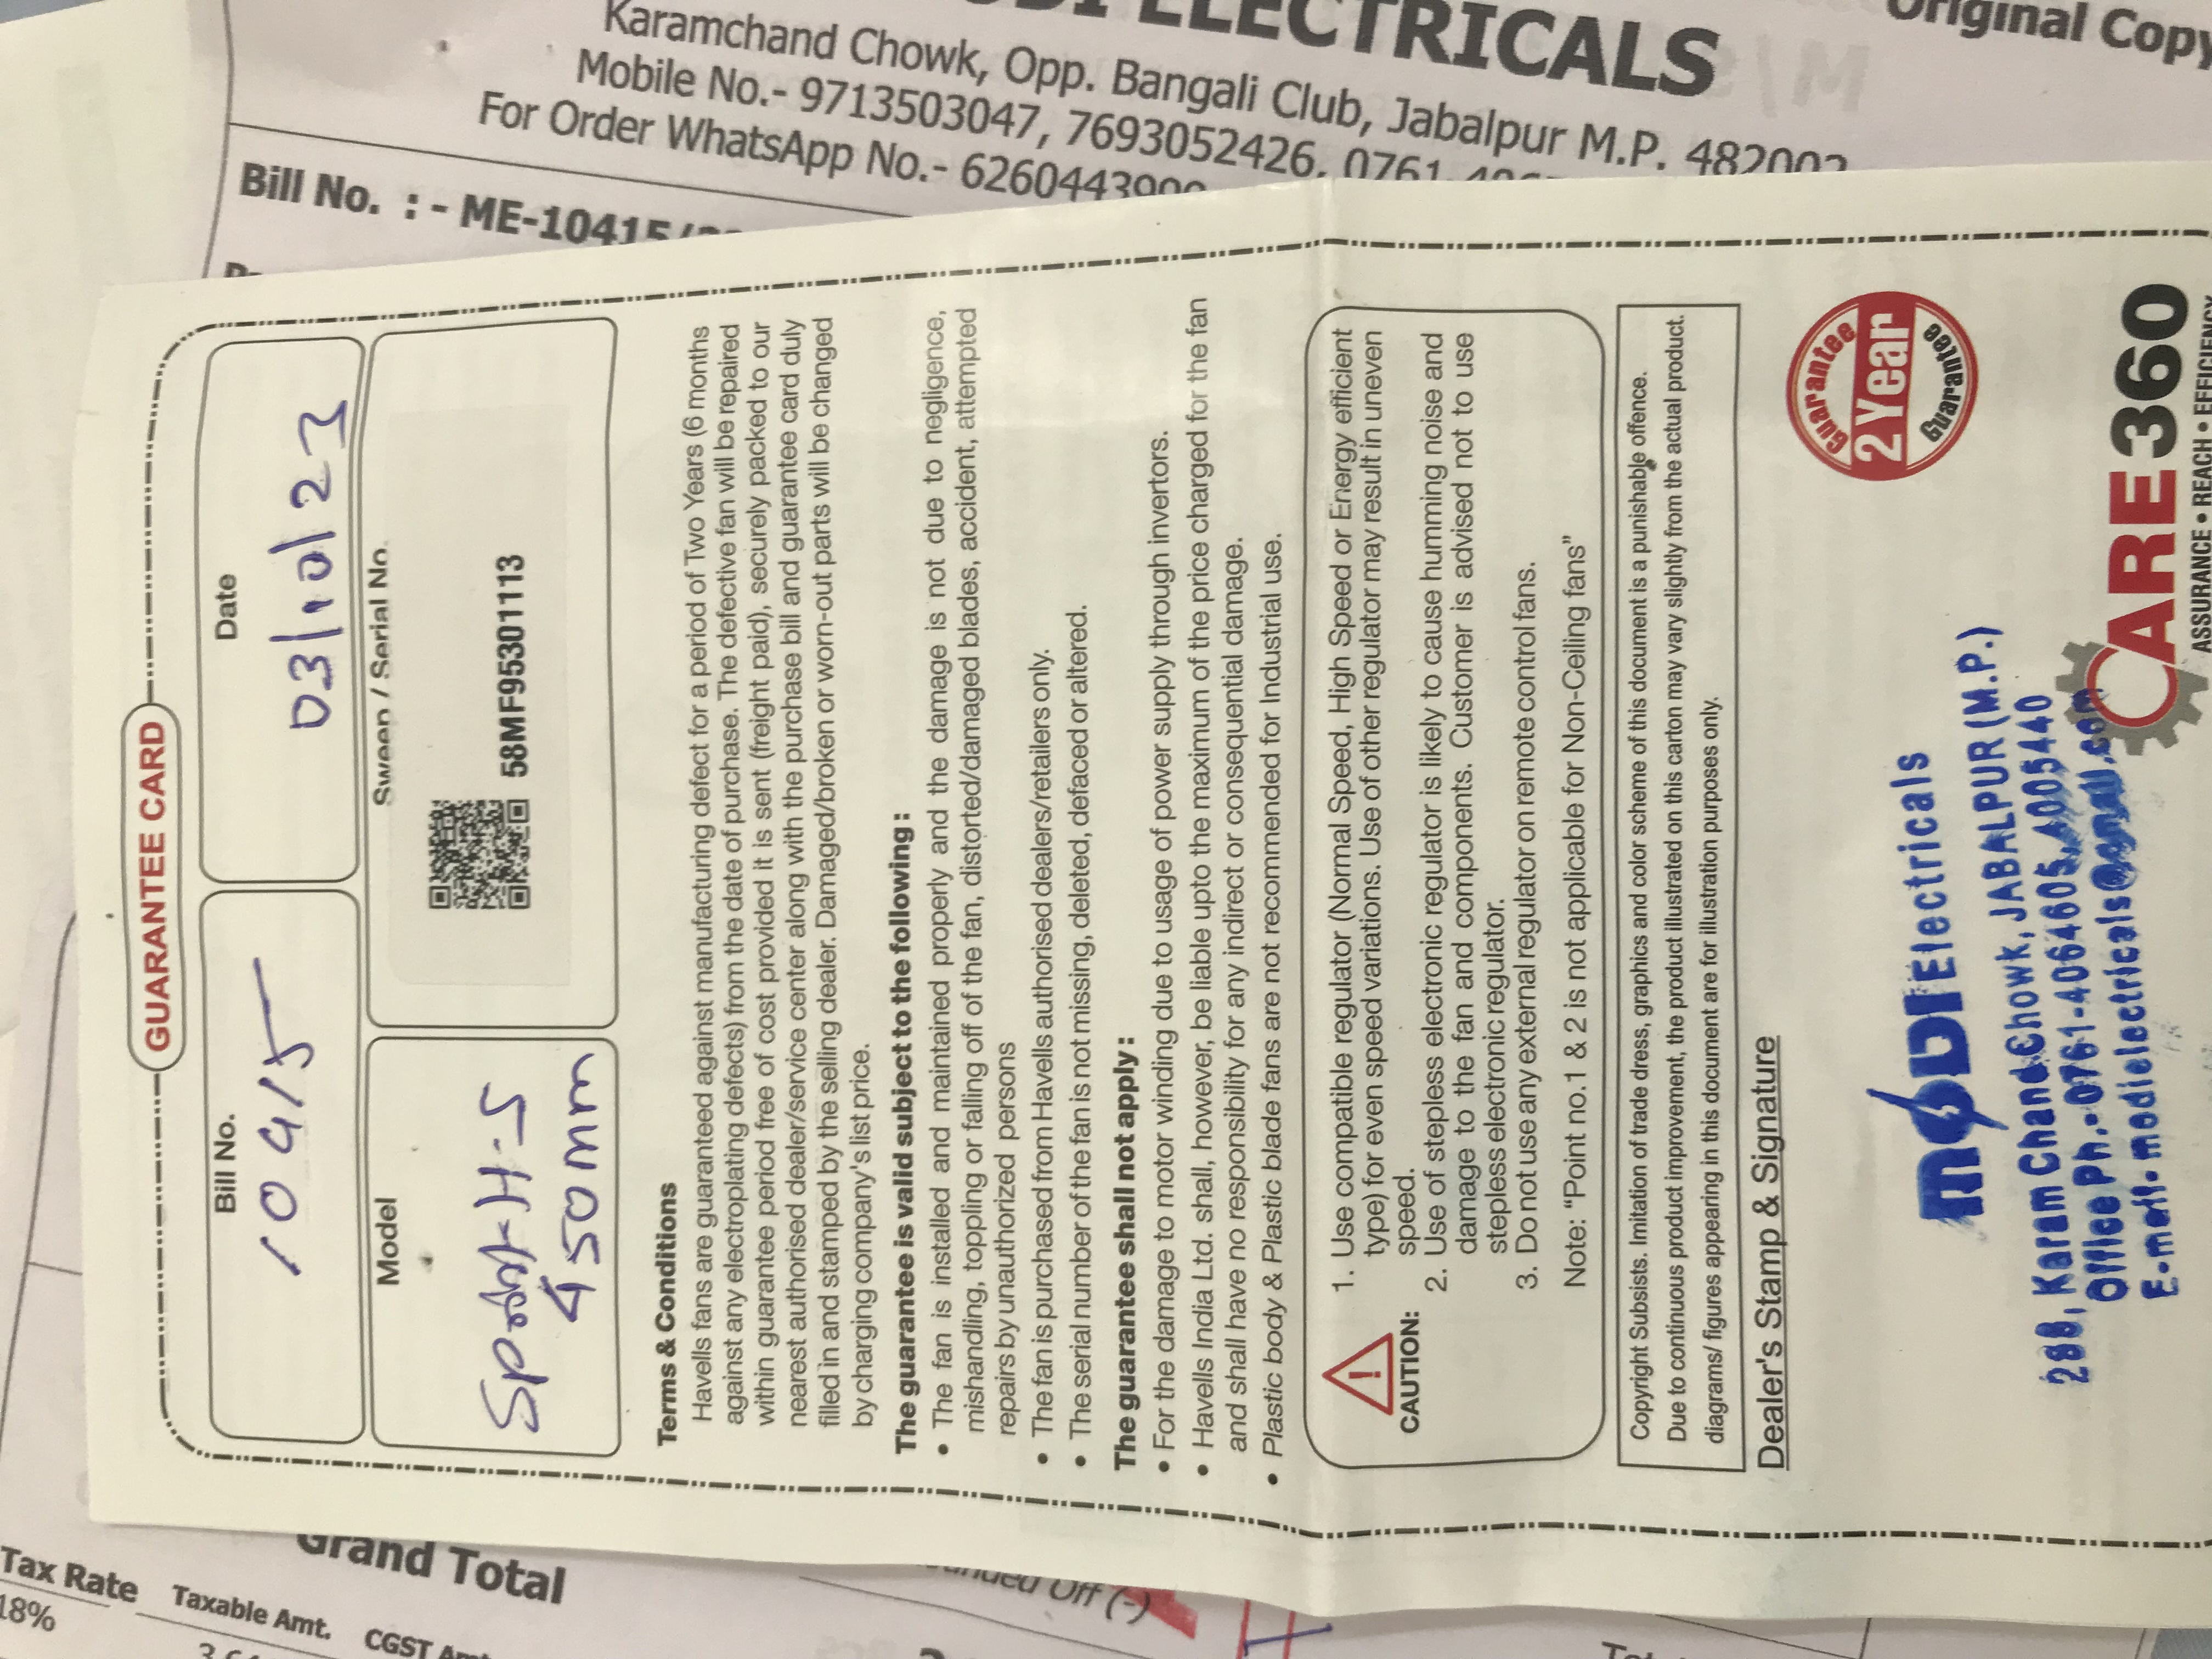 ELECTRICALS
Original Copy
Karamchand Chowk, Opp. Bangali Club, Jabalpur M.P. 482002
Mobile No.- 9713503047, 7693052426, 0761
For Order WhatsApp No.- 6260443900
Bill No. : - ME-10415/
GUARANTEE CARD
Bill No.
10415
Date
03/10/23
Model
H-S
450mm
Sweep / Serial No.
58MF95301113
Terms & Conditions
Havells fans are guaranteed against manufacturing defect for a period of Two Years (6 months
against any electroplating defects) from the date of purchase. The defective fan will be repaired
within guarantee period free of cost provided it is sent (freight paid), securely packed to our
nearest authorised dealer/service center along with the purchase bill and guarantee card duly
filled in and stamped by the selling dealer. Damaged/broken or worn-out parts will be changed
by charging company's list price.
The guarantee is valid subject to the following :
• The fan is installed and maintained properly and the damage is not due to negligence,
mishandling, toppling or falling off of the fan, distorted/damaged blades, accident, attempted
repairs by unauthorized persons
• The fan is purchased from Havells authorised dealers/retailers only.
• The serial number of the fan is not missing, deleted, defaced or altered.
The guarantee shall not apply :
• For the damage to motor winding due to usage of power supply through invertors.
• Havells India Ltd. shall, however, be liable upto the maximum of the price charged for the fan
and shall have no responsibility for any indirect or consequential damage.
• Plastic body & Plastic blade fans are not recommended for Industrial use.
CAUTION:
1. Use compatible regulator (Normal Speed, High Speed or Energy efficient
type) for even speed variations. Use of other regulator may result in uneven
speed.
2. Use of stepless electronic regulator is likely to cause humming noise and
damage to the fan and components. Customer is advised not to use
stepless electronic regulator.
3. Do not use any external regulator on remote control fans.
Note: "Point no.1 & 2 is not applicable for Non-Ceiling fans"
Copyright Subsists. Imitation of trade dress, graphics and color scheme of this document is a punishable offence.
Due to continuous product improvement, the product illustrated on this carton may vary slightly from the actual product.
diagrams/ figures appearing in this document are for illustration purposes only.
Dealer's Stamp & Signature
Guarantee
2 Year
Guarantee
MODI Electricals
288, Karam Chand Chowk, JABALPUR (M.P.)
Office Ph.-0761-4064605, 4005440
E-mail.-modielectricals@gmail.com
CARE360
ASSURANCE • REACH • EFFICIENCY
Grand Total
Tax Rate
Taxable Amt.
CGST
18%
Off (-)